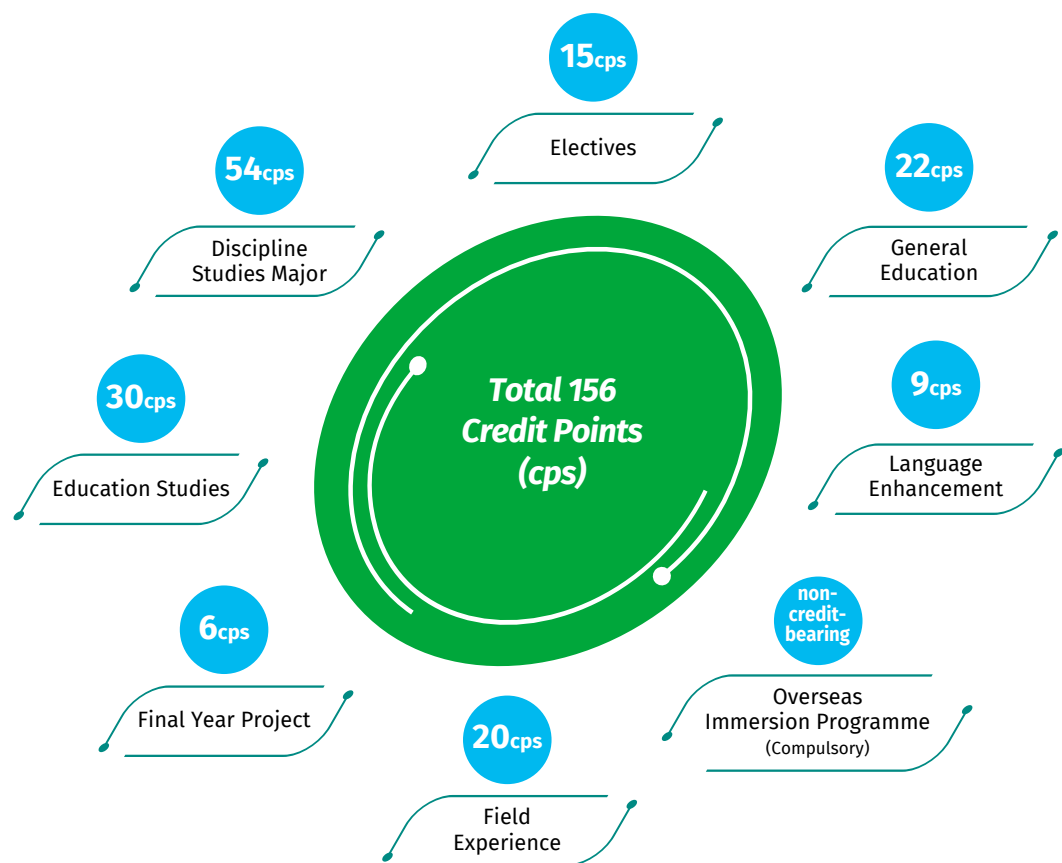 15cps
Electives
22cps
General
Education
9cps
Language
Enhancement
non-
credit-
bearing
Overseas
Immersion Programme
(Compulsory)
20cps
Field
Experience
6cps
Final Year Project
30cps
Education Studies
54cps
Discipline
Studies Major
Total 156
Credit Points
(cps)